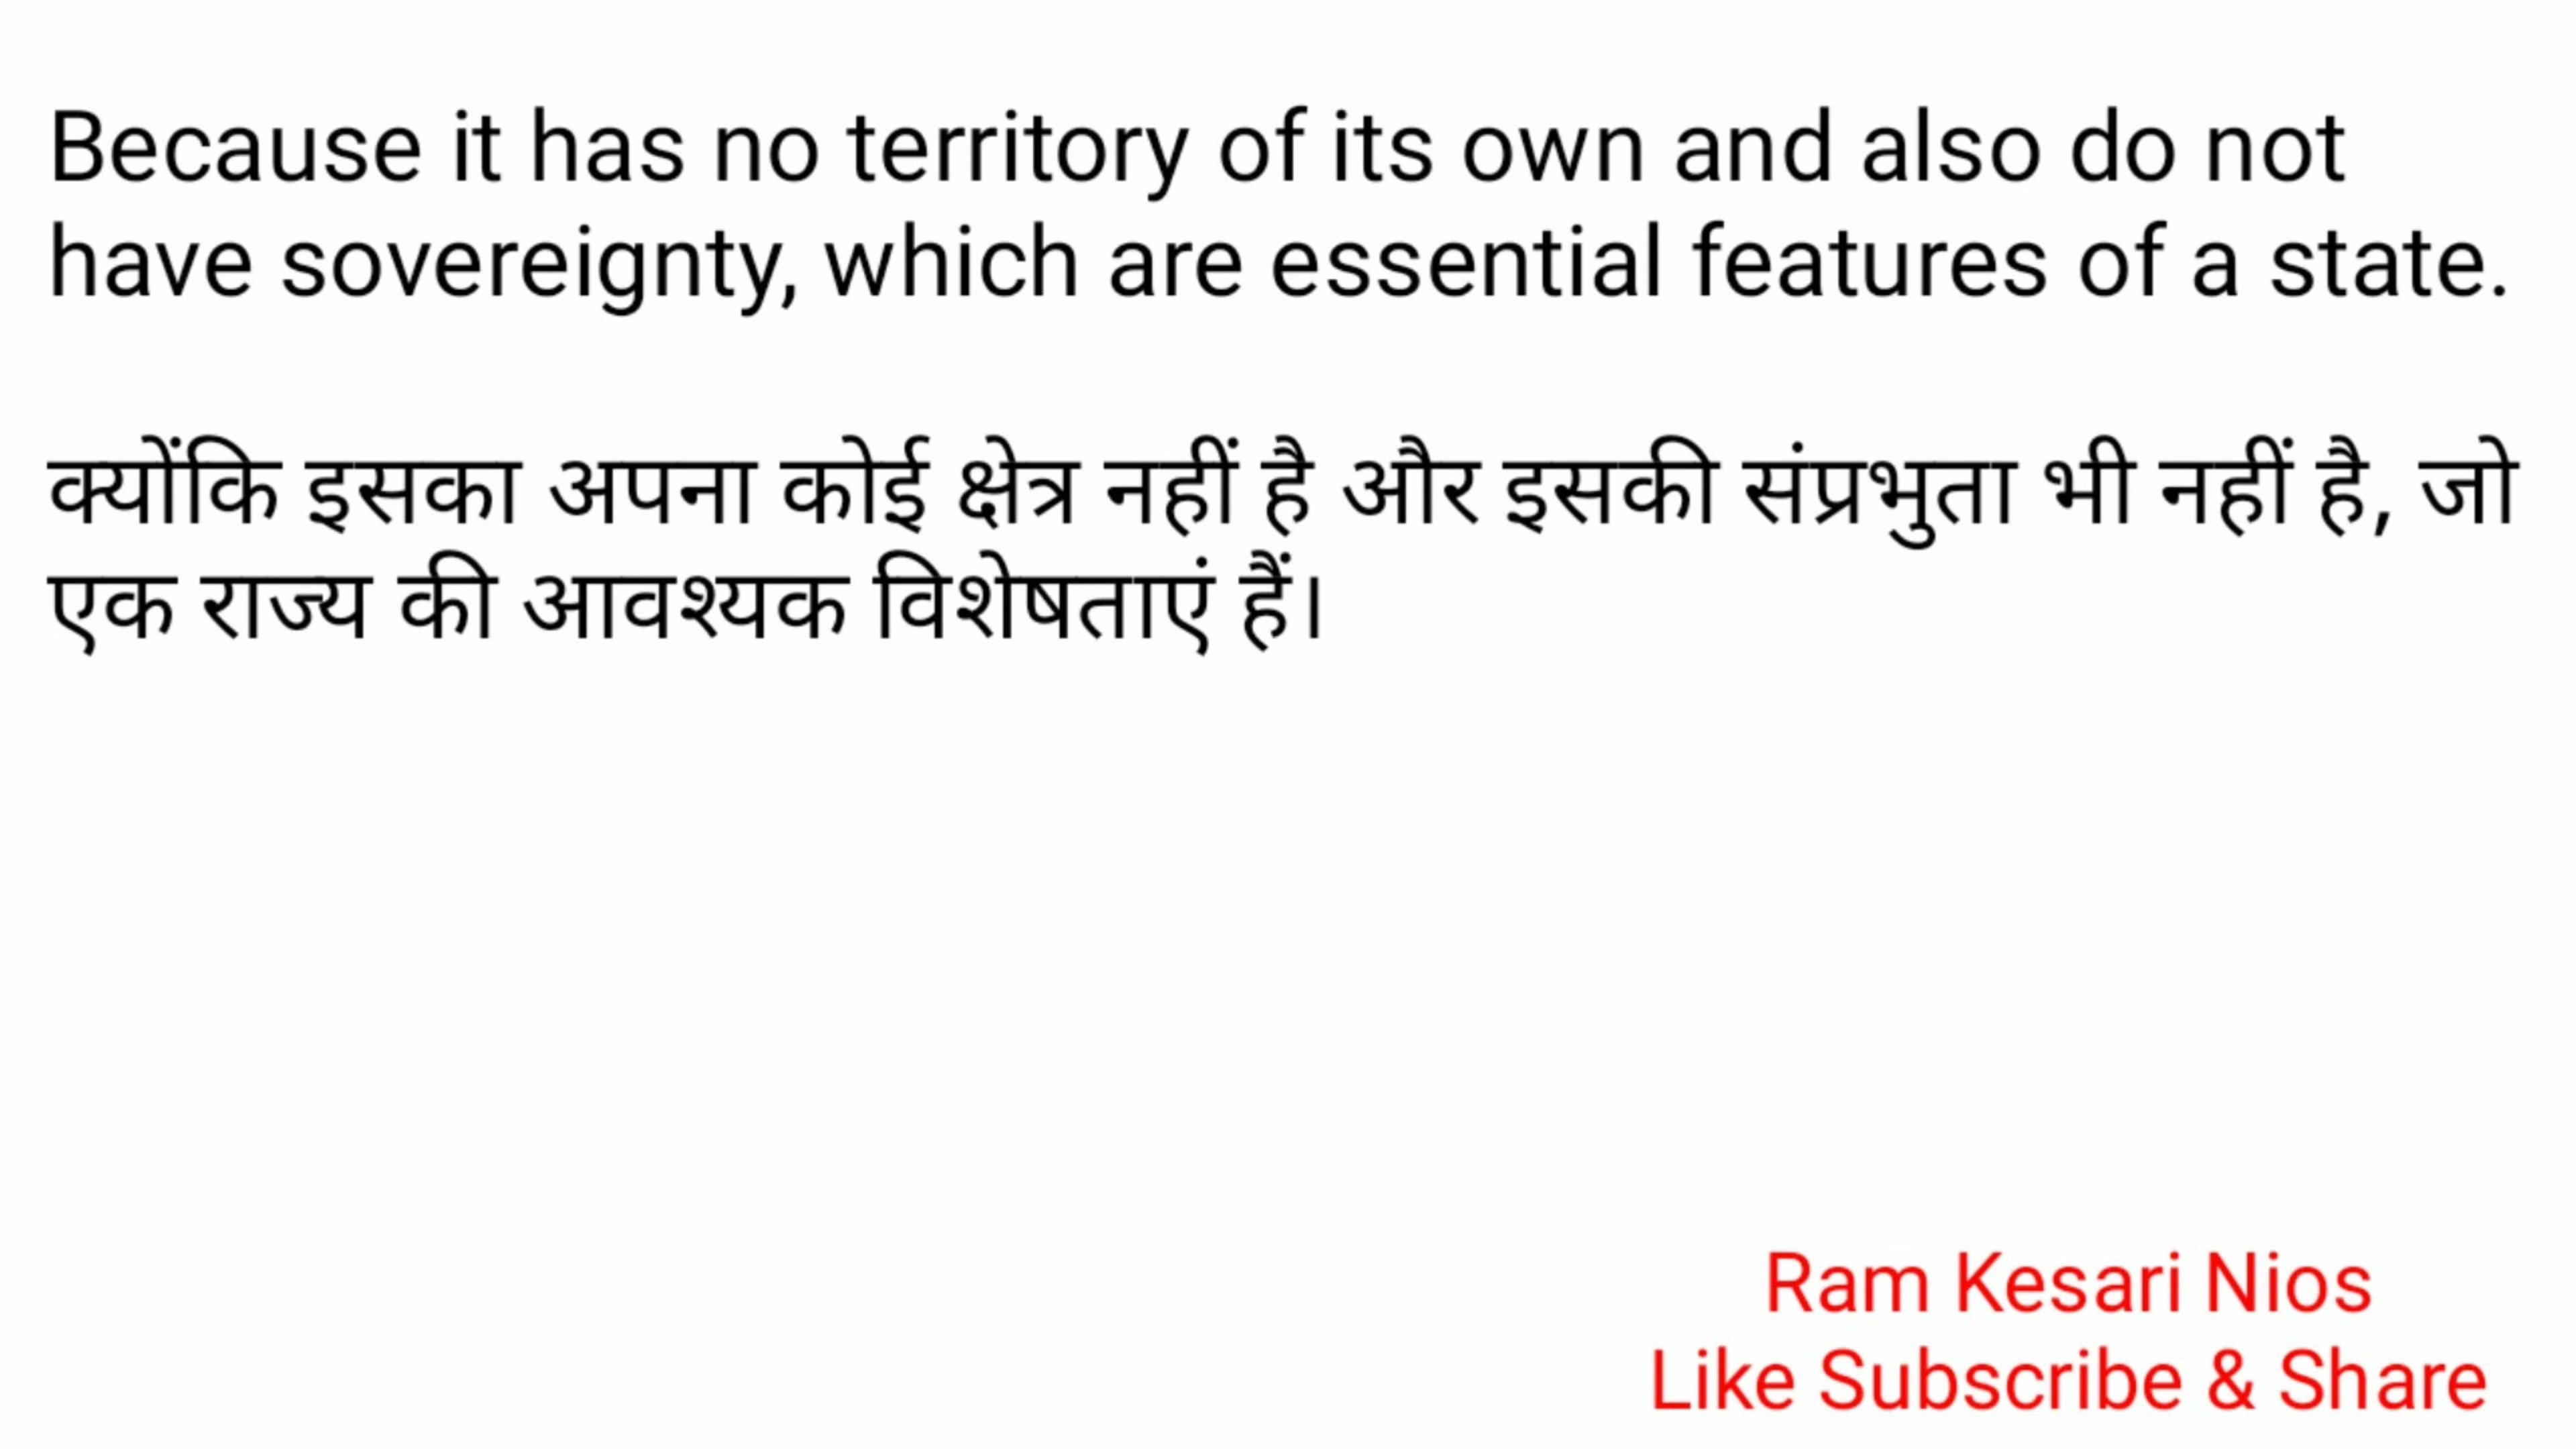 Because it has no territory of its own and also do not
have sovereignty, which are essential features of a state.
क्योंकि इसका अपना कोई क्षेत्र नहीं है और इसकी संप्रभुता भी नहीं है, जो
एक राज्य की आवश्यक विशेषताएं हैं।
Ram Kesari Nios
Like Subscribe & Share